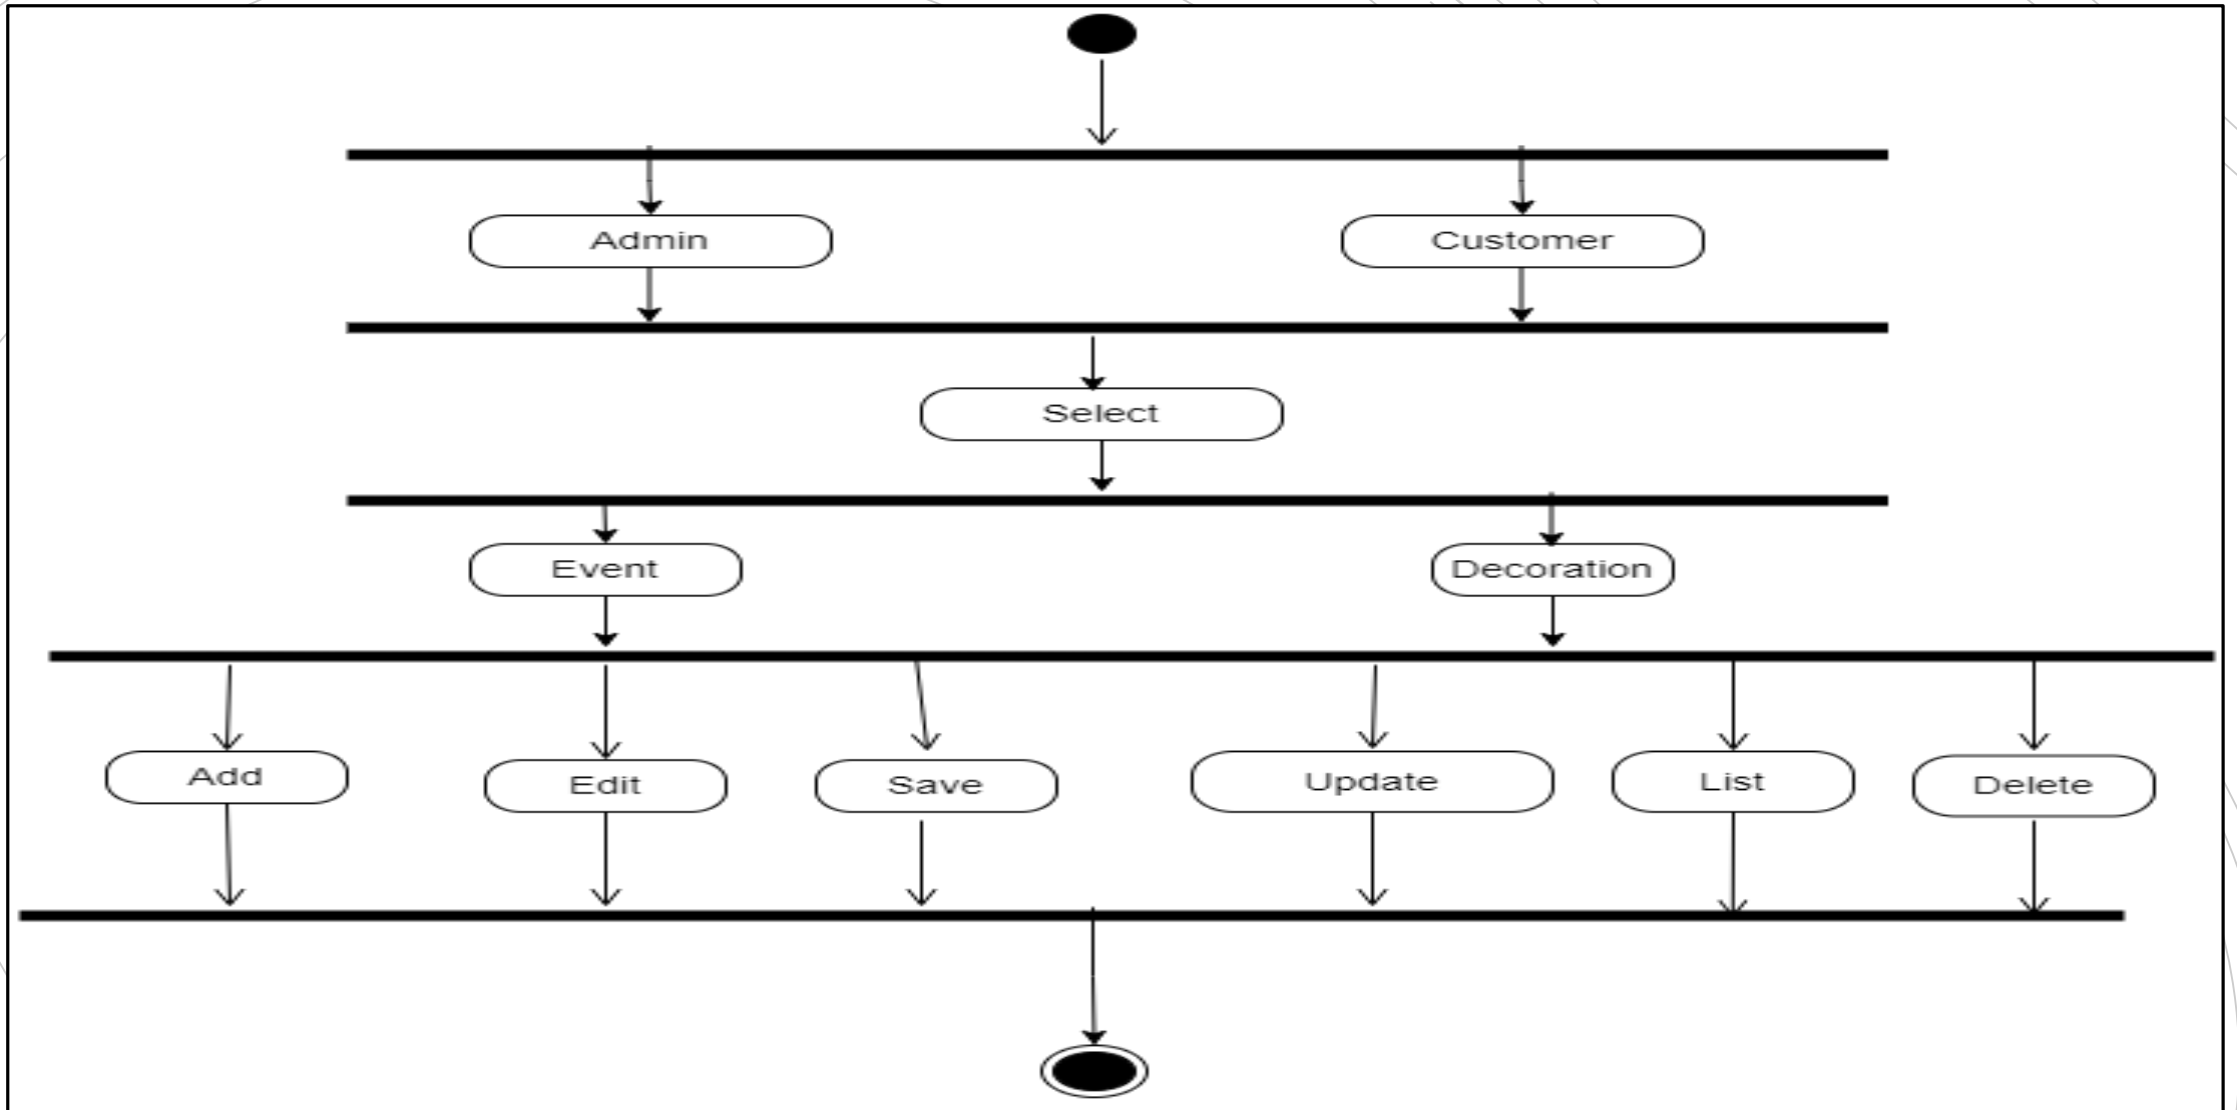 Admin
Customer
Select
Event
Decoration
Add
Edit
Save
Update
List
Delete